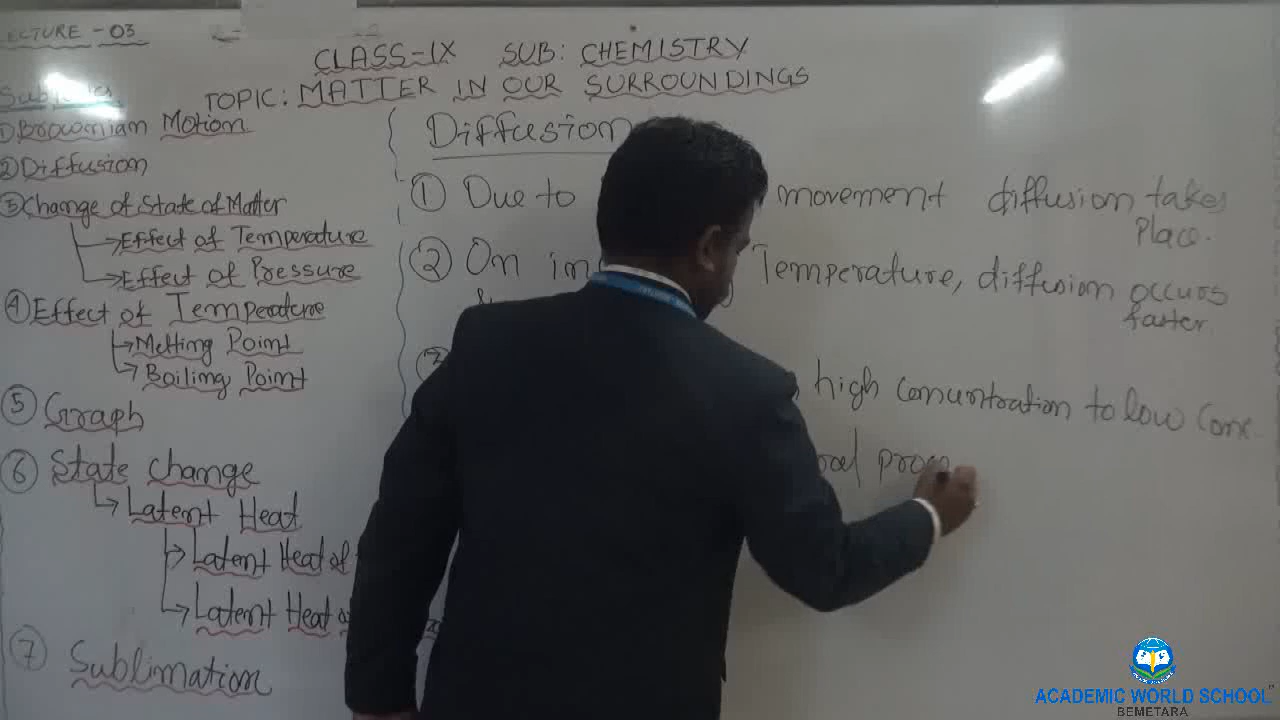 LECTURE - 03
CLASS-IX SUB: CHEMISTRY
TOPIC: MATTER IN OUR SURROUNDINGS
① Brownian Motion
② Diffusion
③ Change of State of Matter
→ Effect of Temperature
→ Effect of Pressure
④ Effect of Temperature
→ Melting Point
→ Boiling Point
⑤ Graph
⑥ State Change
→ Latent Heat
→ Latent Heat of
→ Latent Heat of
⑦ Sublimation
Diffusion
① Due to movement diffusion takes
Place.
② On Temperature, diffusion occurs
faster.
high concentration to low Conc.
ACADEMIC WORLD SCHOOL
BEMETARA